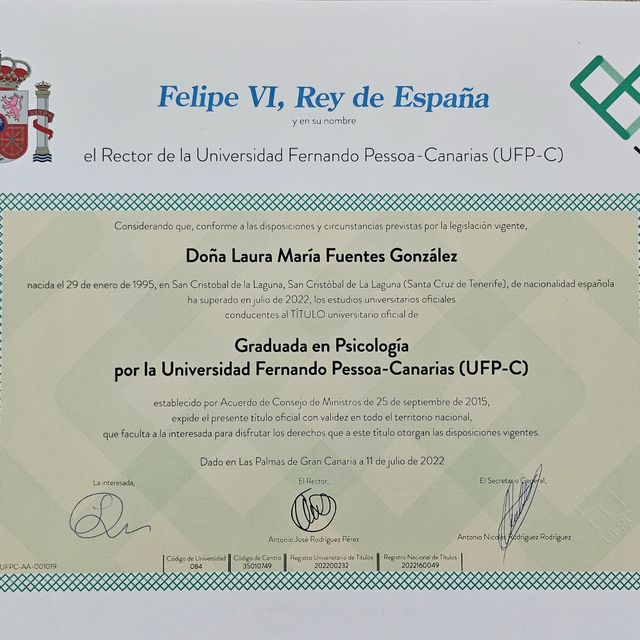 Felipe VI, Rey de España
y en su nombre
el Rector de la Universidad Fernando Pessoa-Canarias (UFP-C)
Considerando que, conforme a las disposiciones y circunstancias previstas por la legislación vigente,
Doña Laura María Fuentes González
nacida el 29 de enero de 1995, en San Cristobal de la Laguna, San Cristóbal de La Laguna (Santa Cruz de Tenerife), de nacionalidad española
ha superado en julio de 2022, los estudios universitarios oficiales
conducentes al TÍTULO universitario oficial de
Graduada en Psicología
por la Universidad Fernando Pessoa-Canarias (UFP-C)
establecido por Acuerdo de Consejo de Ministros de 25 de septiembre de 2015,
expide el presente título oficial con validez en todo el territorio nacional,
que faculta a la interesada para disfrutar los derechos que a este título otorgan las disposiciones vigentes.
Dado en Las Palmas de Gran Canaria a 11 de julio de 2022
La interesada, El Rector, El Secretario General,
Antonio José Rodríguez Pérez Antonio Nicolás Rodríguez Rodríguez
Código de Universidad Código de Centro Registro Universitario de Títulos Registro Nacional de Títulos
UFPC-AA-001019 084 35010749 202200232 2022160049